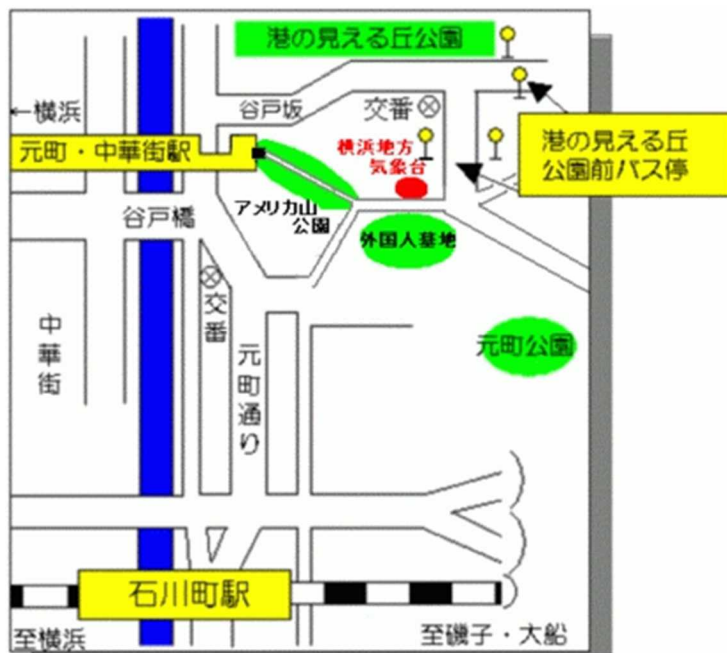 港の見える丘公園
谷戸坂
交番
←横浜
元町・中華街駅
横浜地方
気象台
港の見える丘
公園前バス停
アメリカ山
公園
谷戸橋
外国人墓地
交番
中華街
元町公園
元町通り
石川町駅
至横浜
至磯子・大船